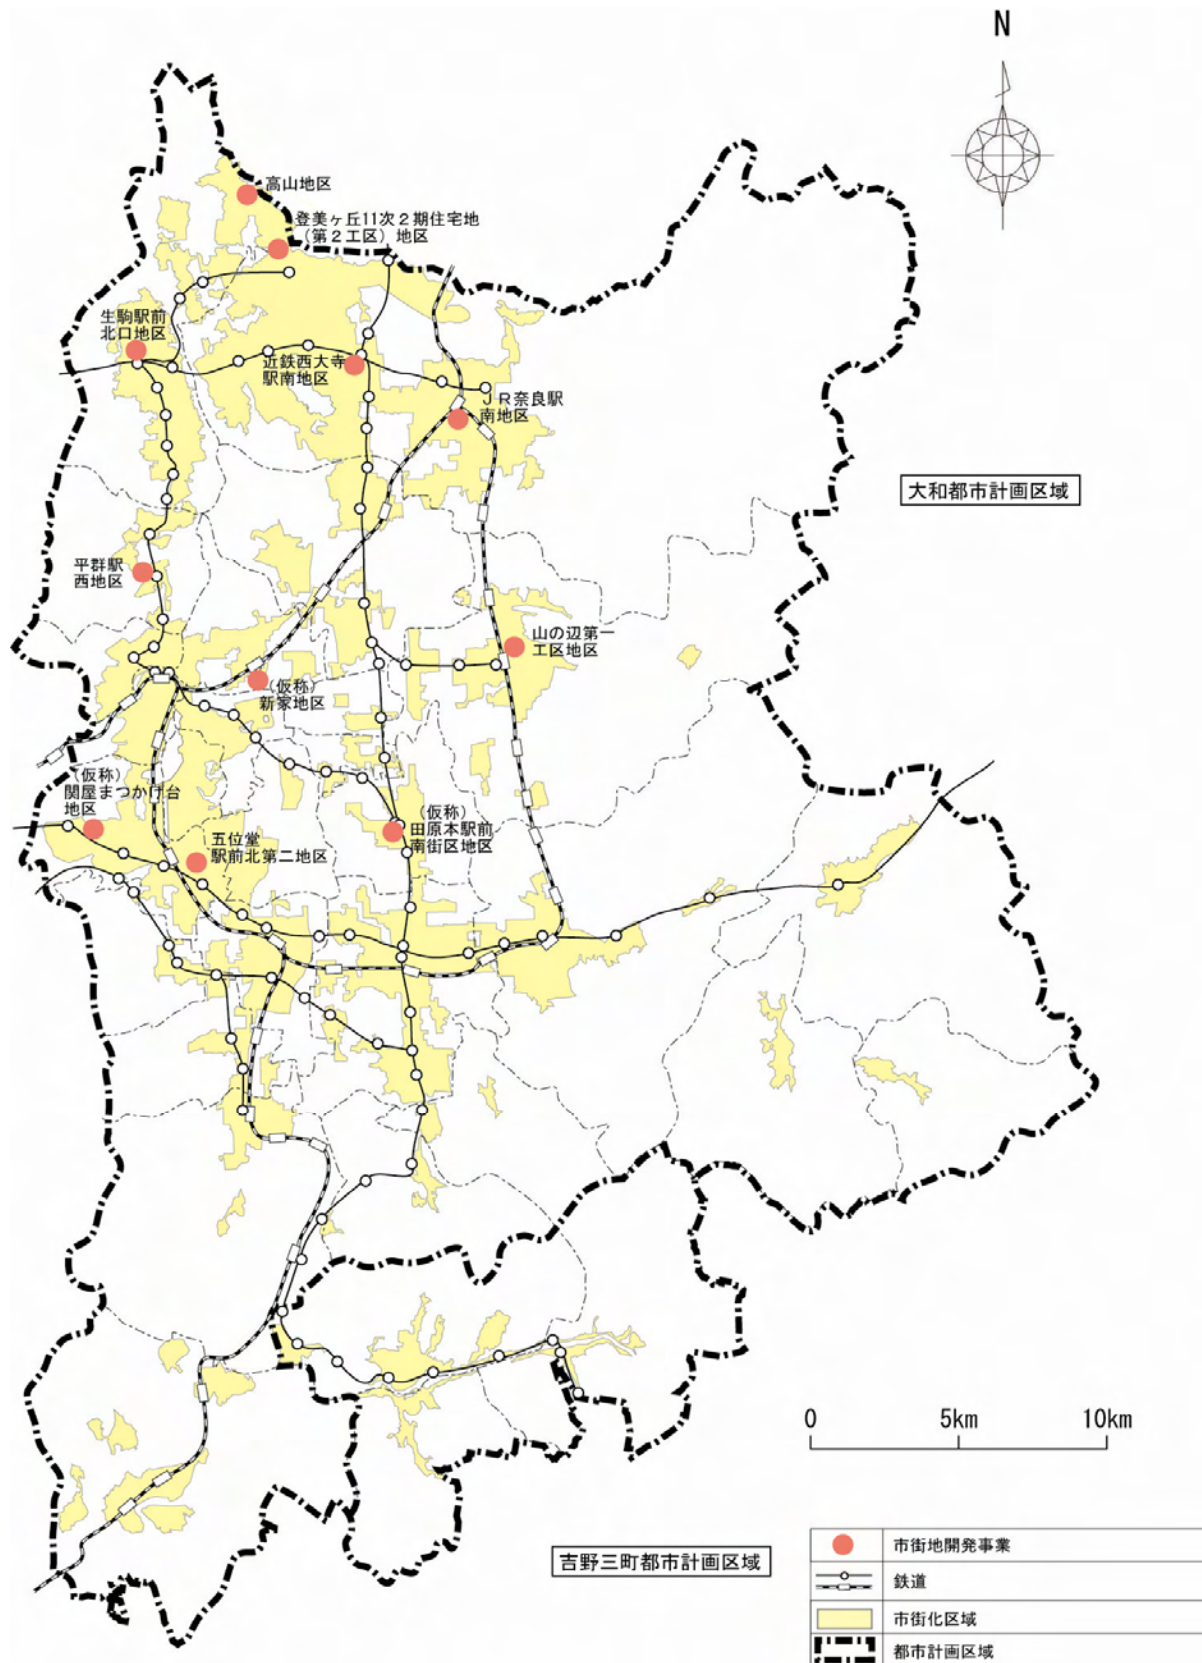 N
高山地区
登美ヶ丘11次２期住宅地
（第２工区）地区
生駒駅前
北口地区
近鉄西大寺
駅南地区
ＪＲ奈良駅
南地区
大和都市計画区域
平群駅
西地区
山の辺第一
工区地区
（仮称）
新家地区
（仮称）
関屋まつかげ台
地区
（仮称）
田原本駅前
南街区地区
五位堂
駅前北第二地区
0 5km 10km
吉野三町都市計画区域
市街地開発事業
鉄道
市街化区域
都市計画区域